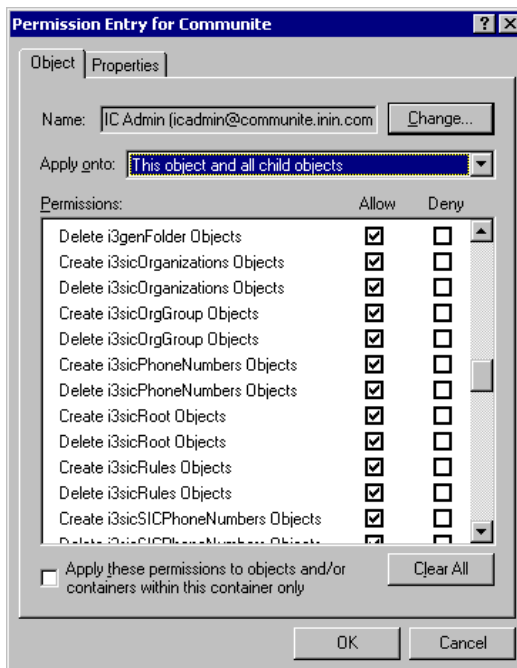 Permission Entry for Communite
Object Properties
Name: IC Admin (icadmin@communite.inin.com Change...
Apply onto: This object and all child objects
Permissions: Allow Deny
Delete i3genFolder Objects
Create i3sicOrganizations Objects
Delete i3sicOrganizations Objects
Create i3sicOrgGroup Objects
Delete i3sicOrgGroup Objects
Create i3sicPhoneNumbers Objects
Delete i3sicPhoneNumbers Objects
Create i3sicRoot Objects
Delete i3sicRoot Objects
Create i3sicRules Objects
Delete i3sicRules Objects
Create i3sicSICPhoneNumbers Objects
Delete i3sicSICPhoneNumbers Objects
Apply these permissions to objects and/or
containers within this container only
Clear All
OK Cancel